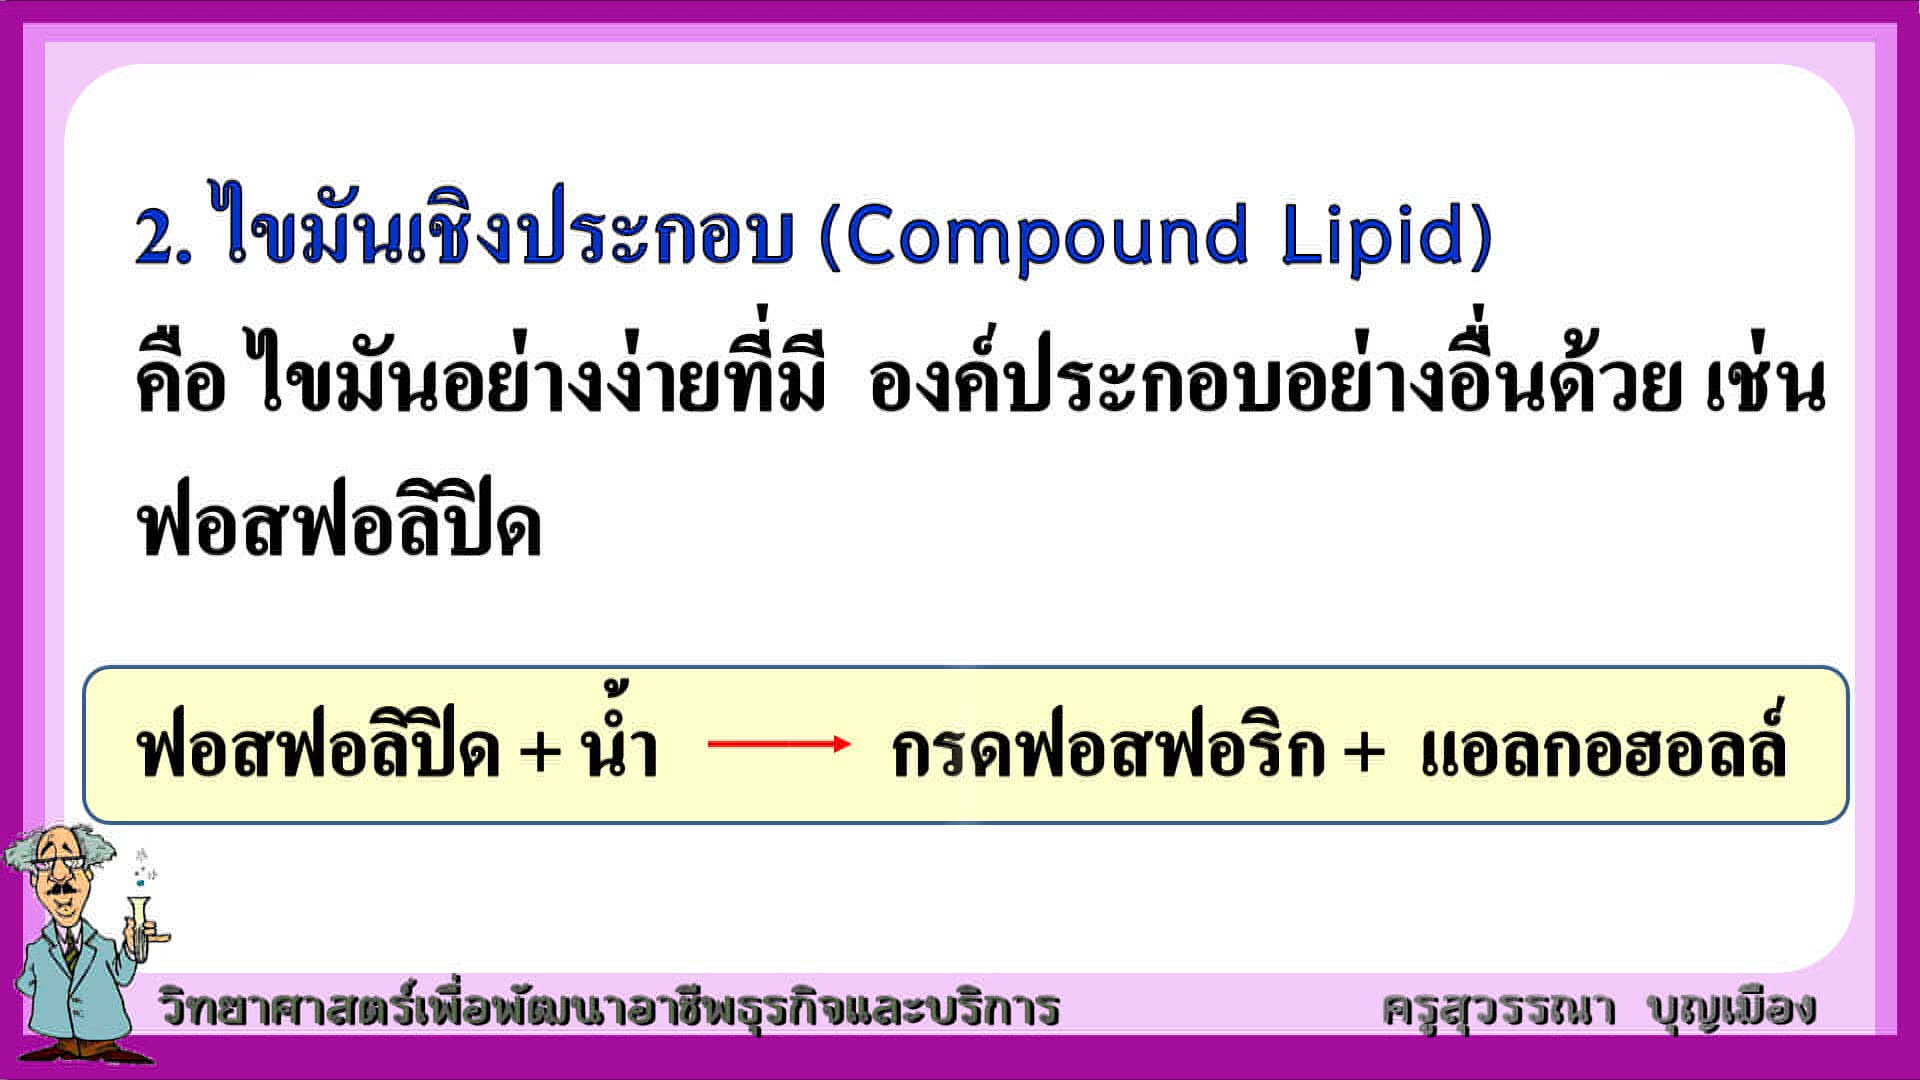 2. ไขมันเชิงประกอบ (Compound Lipid)
คือ ไขมันอย่างง่ายที่มี องค์ประกอบอย่างอื่นด้วย เช่น
ฟอสฟอลิปิด
ฟอสฟอลิปิด + น้ำ → กรดฟอสฟอริก + แอลกอฮอลล์
วิทยาศาสตร์เพื่อพัฒนาอาชีพธุรกิจและบริการ ครูสุวรรณา บุญเมือง